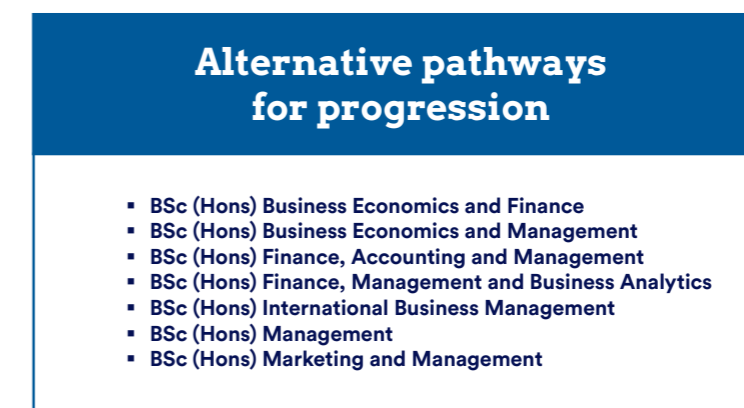 Alternative pathways
for progression
▪ BSc (Hons) Business Economics and Finance
▪ BSc (Hons) Business Economics and Management
▪ BSc (Hons) Finance, Accounting and Management
▪ BSc (Hons) Finance, Management and Business Analytics
▪ BSc (Hons) International Business Management
▪ BSc (Hons) Management
▪ BSc (Hons) Marketing and Management